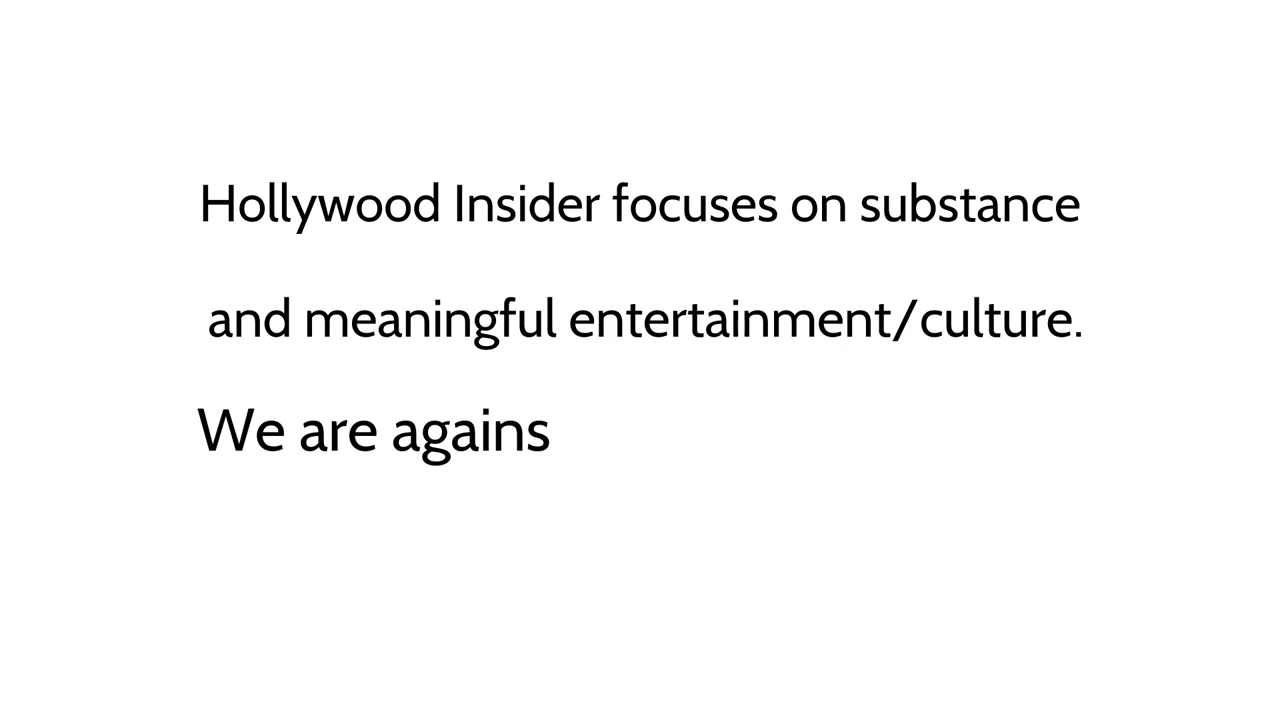 Hollywood Insider focuses on substance
and meaningful entertainment/culture.
We are agains